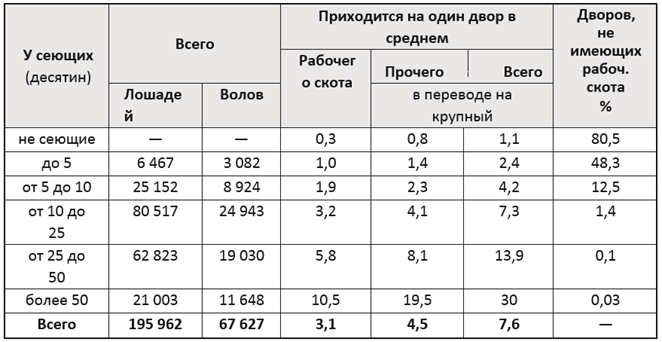 У сеющих (десятин) | Всего | Приходится на один двор в среднем | Дворов, не имеющих рабоч. скота %
Лошадей | Волов | Рабочего скота | Прочего | Всего
в переводе на крупный
не сеющие | — | — | 0,3 | 0,8 | 1,1 | 80,5
до 5 | 6 467 | 3 082 | 1,0 | 1,4 | 2,4 | 48,3
от 5 до 10 | 25 152 | 8 924 | 1,9 | 2,3 | 4,2 | 12,5
от 10 до 25 | 80 517 | 24 943 | 3,2 | 4,1 | 7,3 | 1,4
от 25 до 50 | 62 823 | 19 030 | 5,8 | 8,1 | 13,9 | 0,1
более 50 | 21 003 | 11 648 | 10,5 | 19,5 | 30 | 0,03
Всего | 195 962 | 67 627 | 3,1 | 4,5 | 7,6 | —